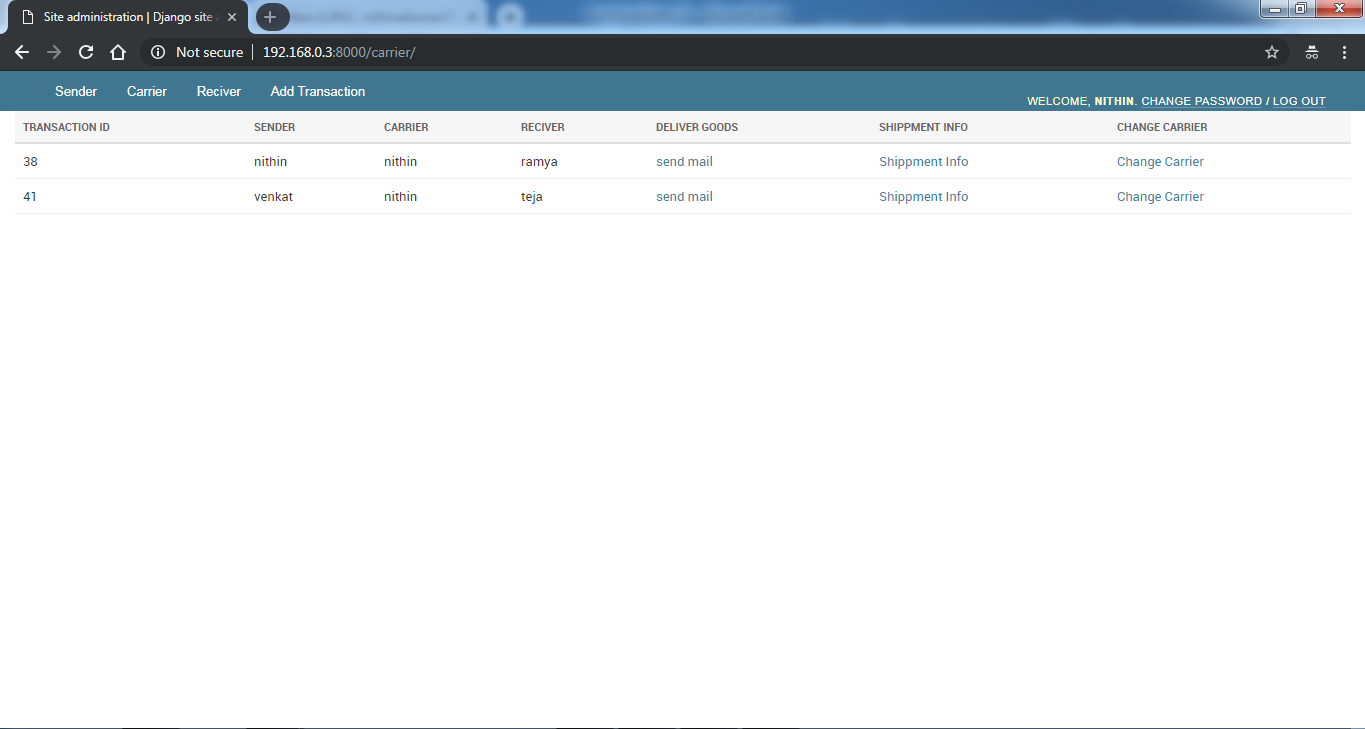 Site administration | Django site
Not secure | 192.168.0.3:8000/carrier/
Sender Carrier Reciver Add Transaction
WELCOME, NITHIN. CHANGE PASSWORD / LOG OUT
TRANSACTION ID SENDER CARRIER RECIVER DELIVER GOODS SHIPPMENT INFO CHANGE CARRIER
38 nithin nithin ramya send mail Shippment Info Change Carrier
41 venkat nithin teja send mail Shippment Info Change Carrier